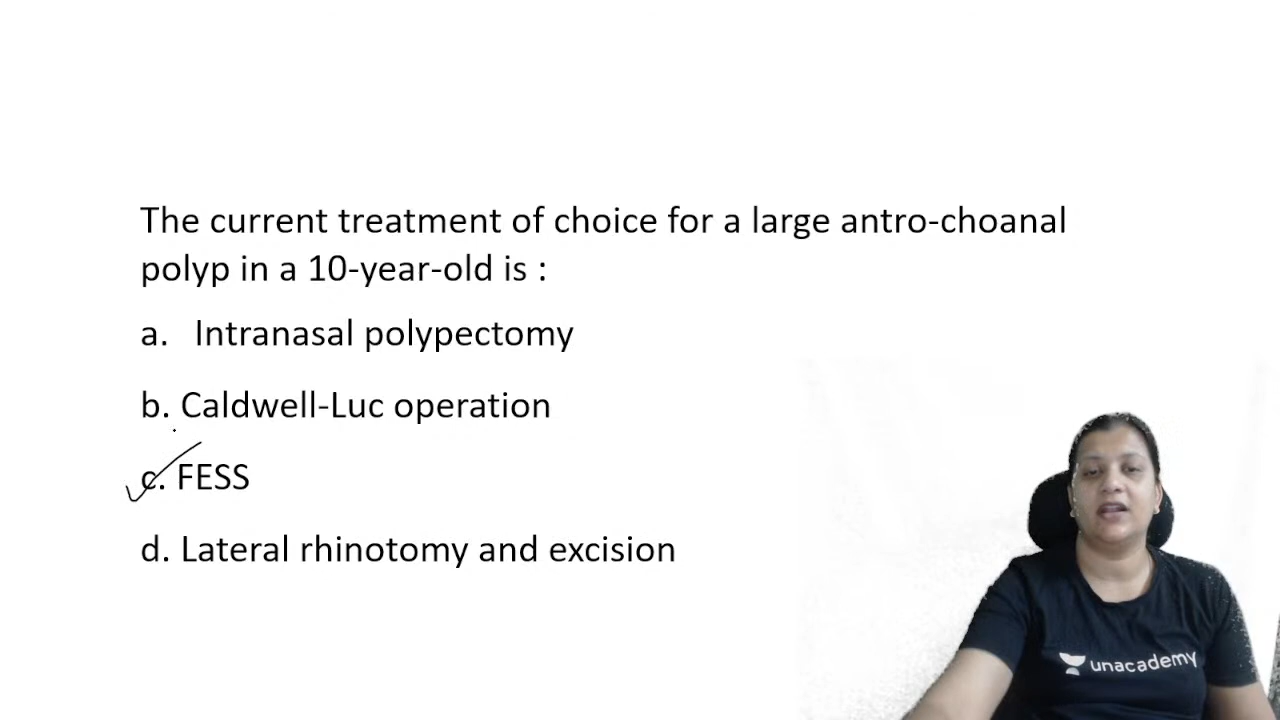 The current treatment of choice for a large antro-choanal
polyp in a 10-year-old is :
a. Intranasal polypectomy
b. Caldwell-Luc operation
c. FESS
d. Lateral rhinotomy and excision
unacademy